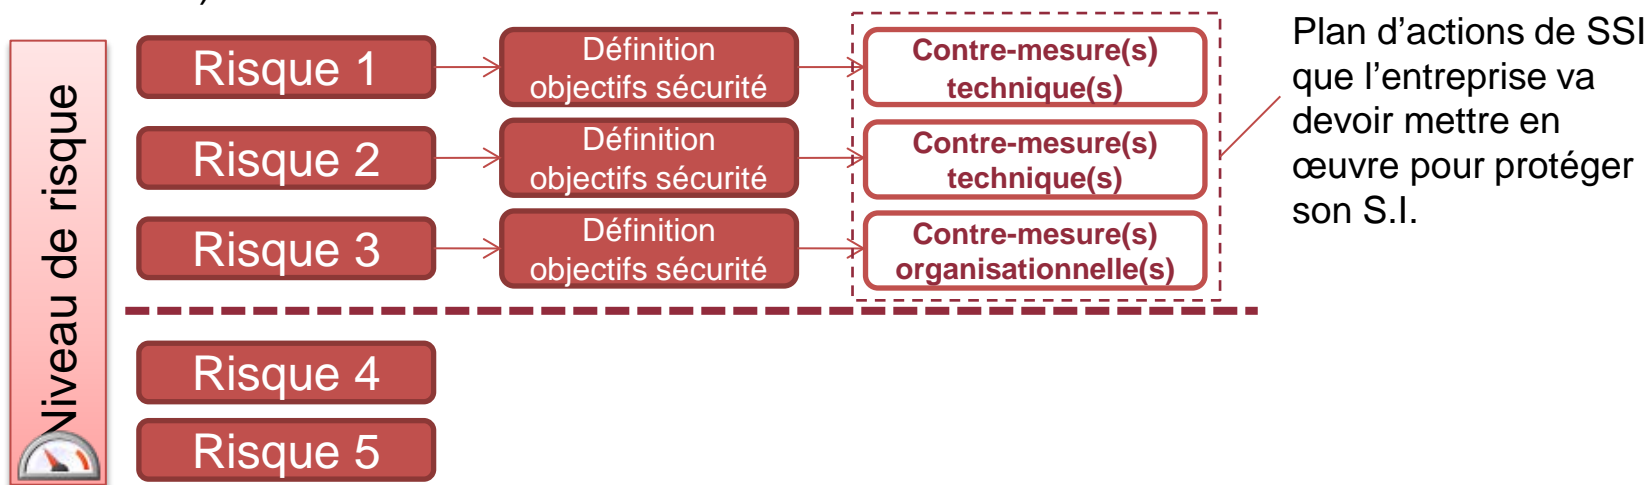 )
Niveau de risque
Risque 1
Définition
objectifs sécurité
Contre-mesure(s)
technique(s)
Risque 2
Définition
objectifs sécurité
Contre-mesure(s)
technique(s)
Risque 3
Définition
objectifs sécurité
Contre-mesure(s)
organisationnelle(s)
Plan d’actions de SSI
que l’entreprise va
devoir mettre en
œuvre pour protéger
son S.I.
Risque 4
Risque 5